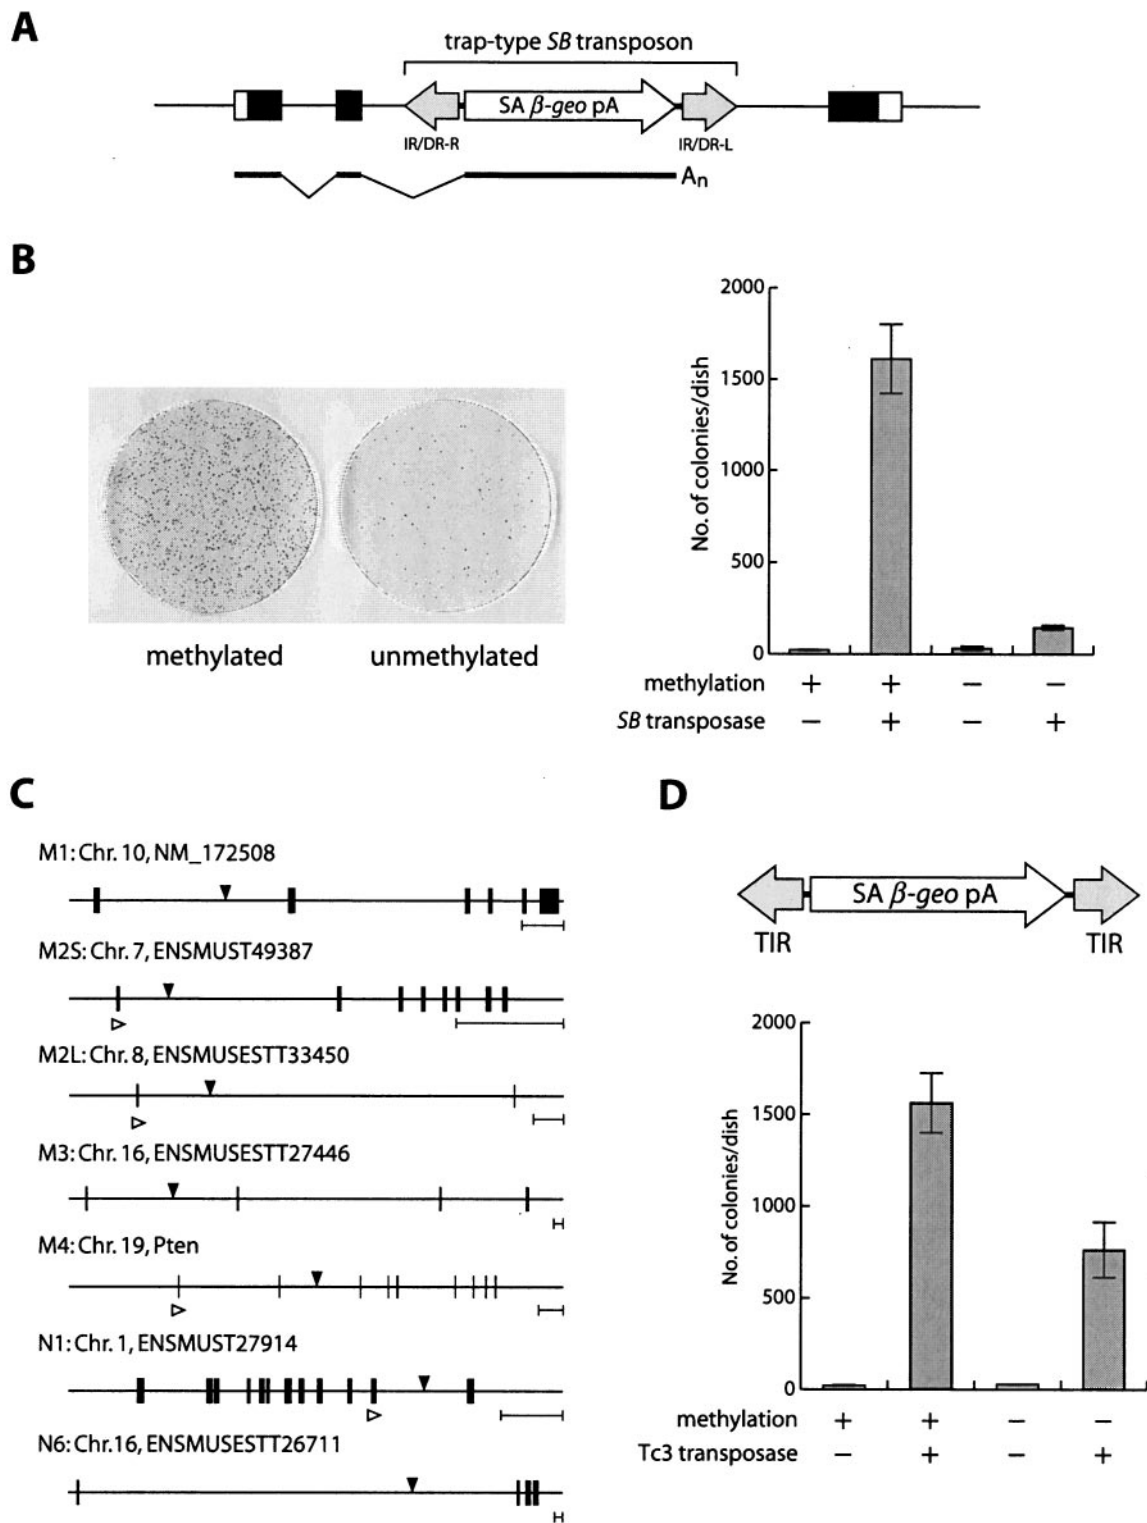 A
trap-type SB transposon
SA β-geo pA
IR/DR-R
IR/DR-L
An
B
methylated
unmethylated
No. of colonies/dish
2000
1500
1000
500
0
methylation + + − −
SB transposase − + − +
C
M1: Chr. 10, NM_172508
M2S: Chr. 7, ENSMUST49387
M2L: Chr. 8, ENSMUSESTT33450
M3: Chr. 16, ENSMUSESTT27446
M4: Chr. 19, Pten
N1: Chr. 1, ENSMUST27914
N6: Chr.16, ENSMUSESTT26711
D
SA β-geo pA
TIR
TIR
No. of colonies/dish
2000
1500
1000
500
0
methylation + + − −
Tc3 transposase − + − +